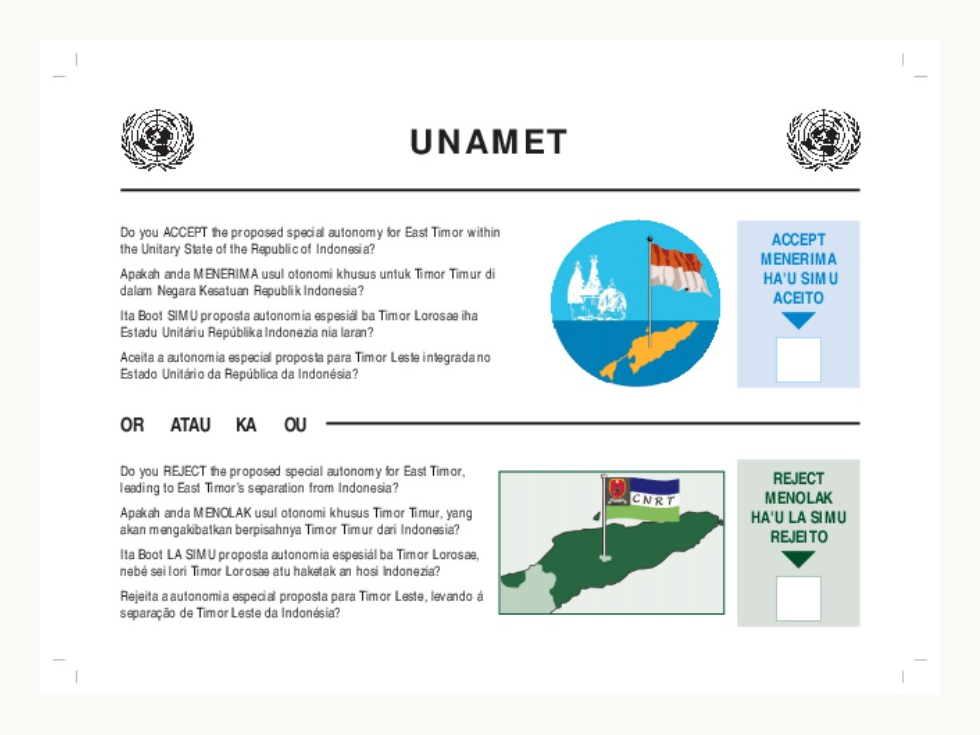 UNAMET
Do you ACCEPT the proposed special autonomy for East Timor within
the Unitary State of the Republic of Indonesia?
Apakah anda MENERIMA usul otonomi khusus untuk Timor Timur di
dalam Negara Kesatuan Republik Indonesia?
Ita Boot SIMU proposta autonomia espesiál ba Timor Lorosae iha
Estadu Unitáriu Repúblika Indonezia nia laran?
Aceita a autonomia especial proposta para Timor Leste integrada no
Estado Unitário da República da Indonésia?
ACCEPT
MENERIMA
HA'U SIMU
ACEITO
OR ATAU KA OU
Do you REJECT the proposed special autonomy for East Timor,
leading to East Timor's separation from Indonesia?
Apakah anda MENOLAK usul otonomi khusus Timor Timur, yang
akan mengakibatkan berpisahnya Timor Timur dari Indonesia?
Ita Boot LA SIMU proposta autonomia espesiál ba Timor Lorosae,
nebé sei lori Timor Lorosae atu haketak an hosi Indonezia?
Rejeita a autonomia especial proposta para Timor Leste, levando á
separação de Timor Leste da Indonésia?
CNRT
REJECT
MENOLAK
HA'U LA SIMU
REJEITO